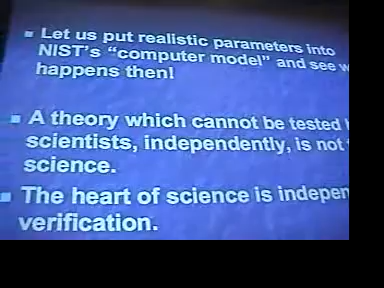 Let us put realistic parameters into
NIST's "computer model" and see
happens then!
A theory which cannot be tested
scientists, independently, is not
science.
The heart of science is
verification.